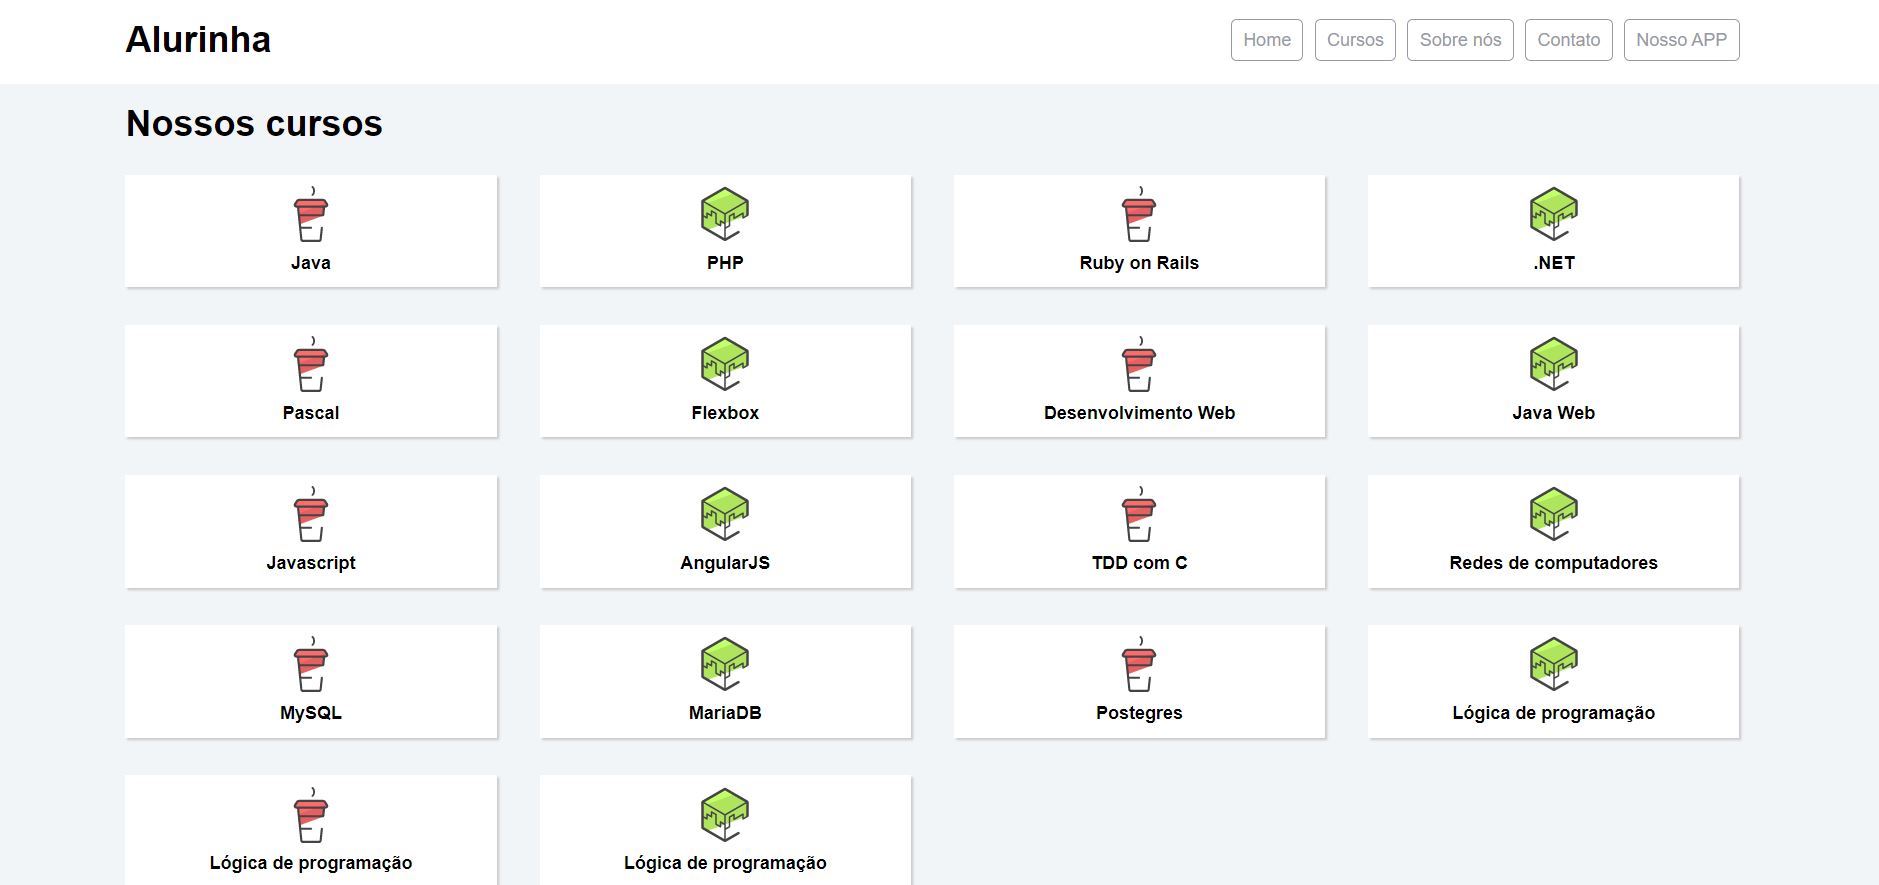 Alurinha
Home
Cursos
Sobre nós
Contato
Nosso APP
Nossos cursos
Java
PHP
Ruby on Rails
.NET
Pascal
Flexbox
Desenvolvimento Web
Java Web
Javascript
AngularJS
TDD com C
Redes de computadores
MySQL
MariaDB
Postegres
Lógica de programação
Lógica de programação
Lógica de programação